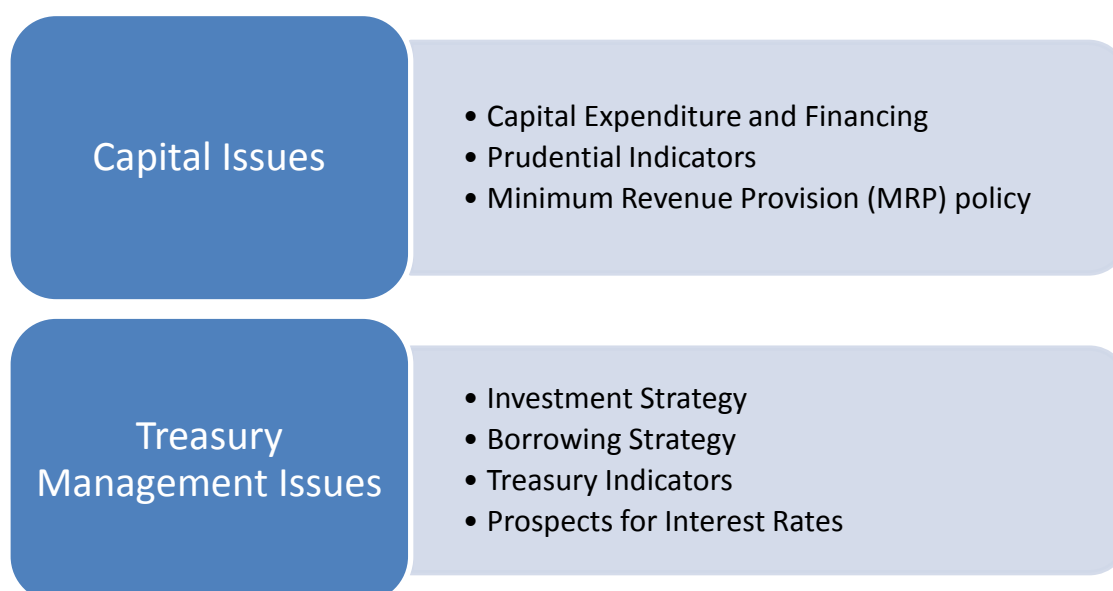 Capital Issues
• Capital Expenditure and Financing
• Prudential Indicators
• Minimum Revenue Provision (MRP) policy
Treasury
Management Issues
• Investment Strategy
• Borrowing Strategy
• Treasury Indicators
• Prospects for Interest Rates